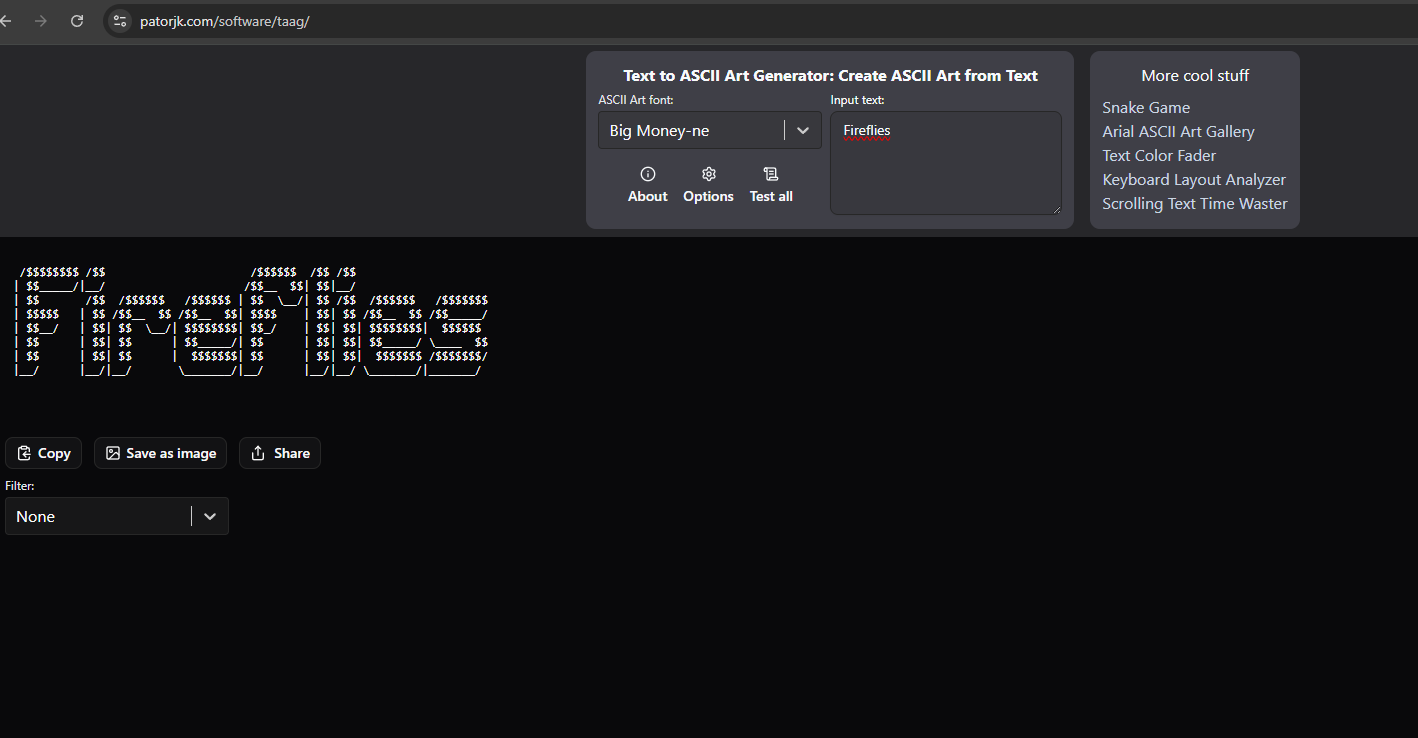 patorjk.com/software/taag/
Text to ASCII Art Generator: Create ASCII Art from Text
ASCII Art font:
Big Money-ne
About
Options
Test all
Input text:
Fireflies
More cool stuff
Snake Game
Arial ASCII Art Gallery
Text Color Fader
Keyboard Layout Analyzer
Scrolling Text Time Waster
 /$$$$$$$$ /$$                      /$$$$$$  /$$ /$$
| $$_____/|__/                     /$$__  $$| $$|__/
| $$       /$$  /$$$$$$   /$$$$$$ | $$  \__/| $$ /$$  /$$$$$$   /$$$$$$$
| $$$$$   | $$ /$$__  $$ /$$__  $$| $$$$    | $$| $$ /$$__  $$ /$$_____/
| $$__/   | $$| $$  \__/| $$$$$$$$| $$_/    | $$| $$| $$$$$$$$|  $$$$$$
| $$      | $$| $$      | $$_____/| $$      | $$| $$| $$_____/ \____  $$
| $$      | $$| $$      |  $$$$$$$| $$      | $$| $$|  $$$$$$$ /$$$$$$$/
|__/      |__/|__/       \_______/|__/      |__/|__/ \_______/|_______/
Copy
Save as image
Share
Filter:
None